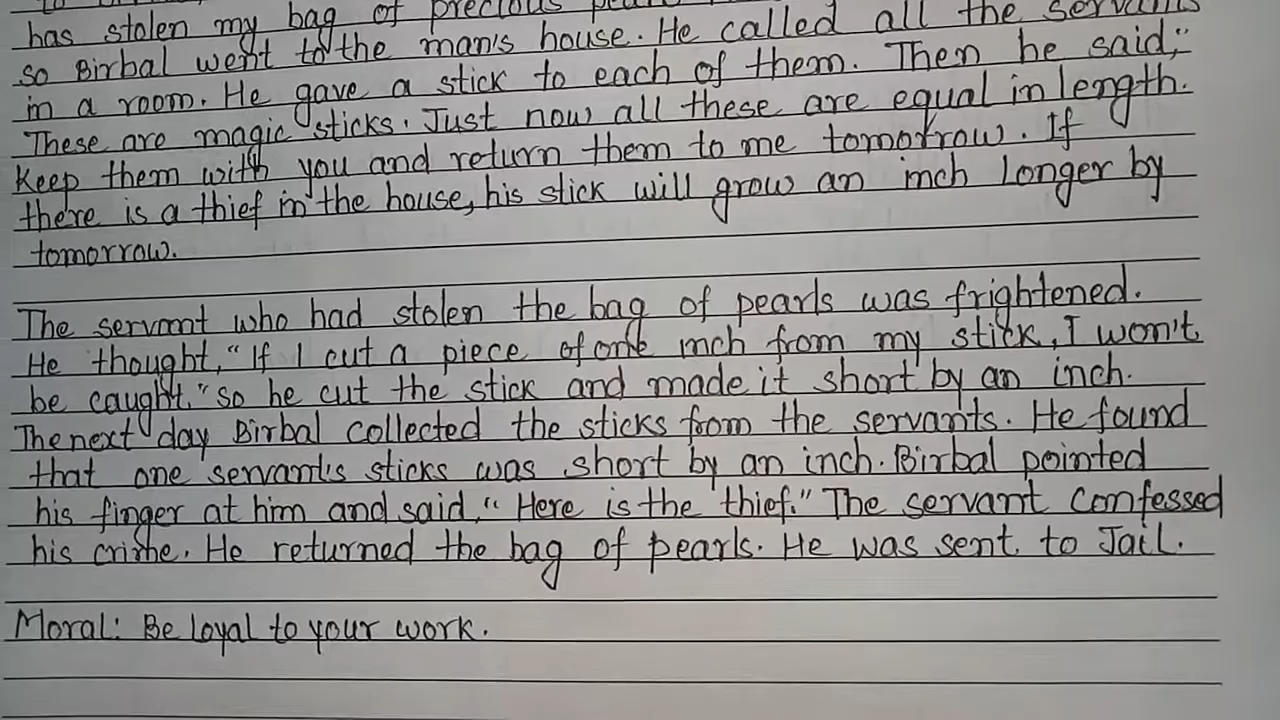 has stolen my bag of precious
so Birbal went to the man's house. He called all the servants
in a room. He gave a stick to each of them. Then he said,"
These are magic sticks. Just now all these are equal in length.
Keep them with you and return them to me tomorrow. If
there is a thief in the house, his stick will grow an inch longer by
tomorrow.
The servant who had stolen the bag of pearls was frightened.
He thought, "If I cut a piece of one inch from my stick, I won't
be caught." so he cut the stick and made it short by an inch.
The next day Birbal collected the sticks from the servants. He found
that one servant's sticks was short by an inch. Birbal pointed
his finger at him and said, "Here is the thief." The servant confessed
his crime. He returned the bag of pearls. He was sent to Jail.
Moral: Be loyal to your work.